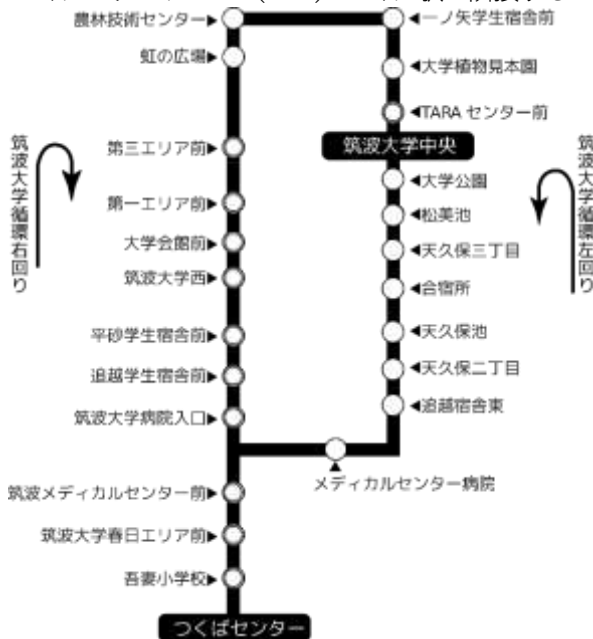 農林技術センター▶
◀一ノ矢学生宿舎前
虹の広場▶
◀大学植物見本園
◀TARA センター前
筑波大学中央
第三エリア前▶
◀大学公園
第一エリア前▶
◀松美池
大学会館前▶
◀天久保三丁目
筑波大学西▶
◀合宿所
平砂学生宿舎前▶
◀天久保池
追越学生宿舎前▶
◀天久保二丁目
筑波大学病院入口▶
◀追越宿舎東
▲
メディカルセンター病院
筑波メディカルセンター前▶
筑波大学春日エリア前▶
吾妻小学校▶
つくばセンター
筑波大学循環右回り
筑波大学循環左回り